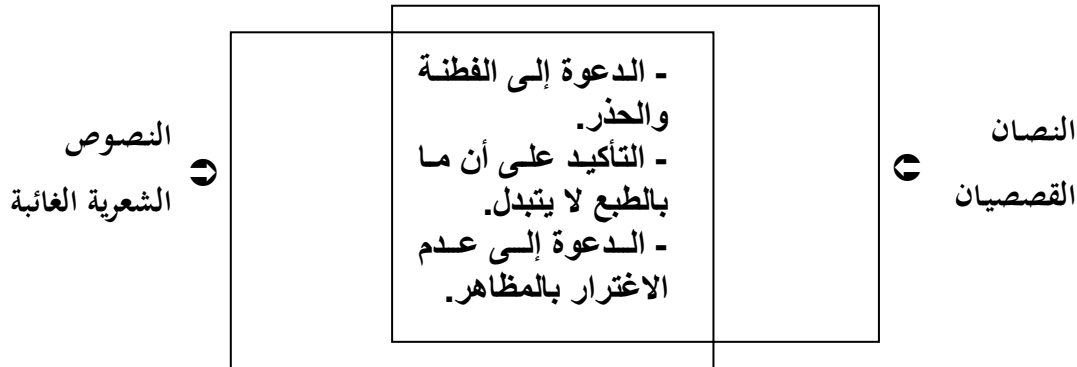 النصان
القصصيان
- الدعوة إلى الفطنة
والحذر.
- التأكيد على أن ما
بالطبع لا يتبدل.
- الدعوة إلى عدم
الاغترار بالمظاهر.
النصوص
الشعرية الغائبة